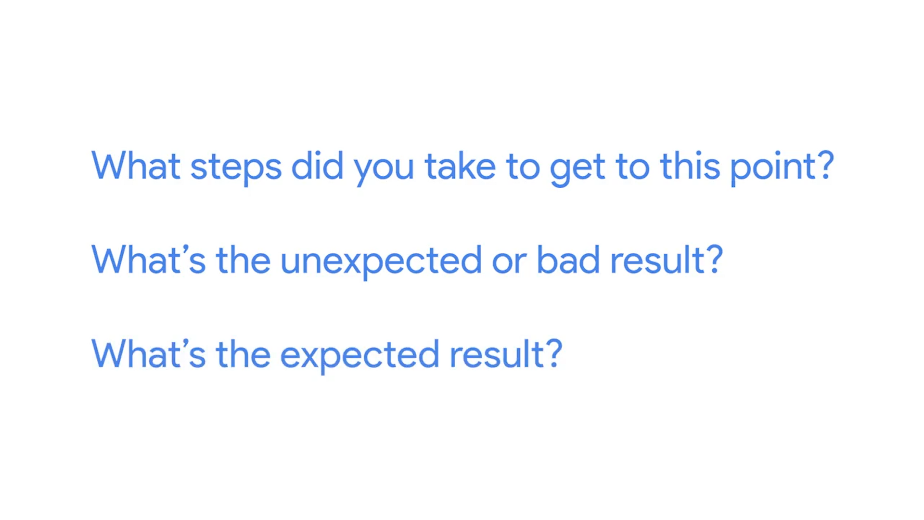 What steps did you take to get to this point?
What’s the unexpected or bad result?
What’s the expected result?